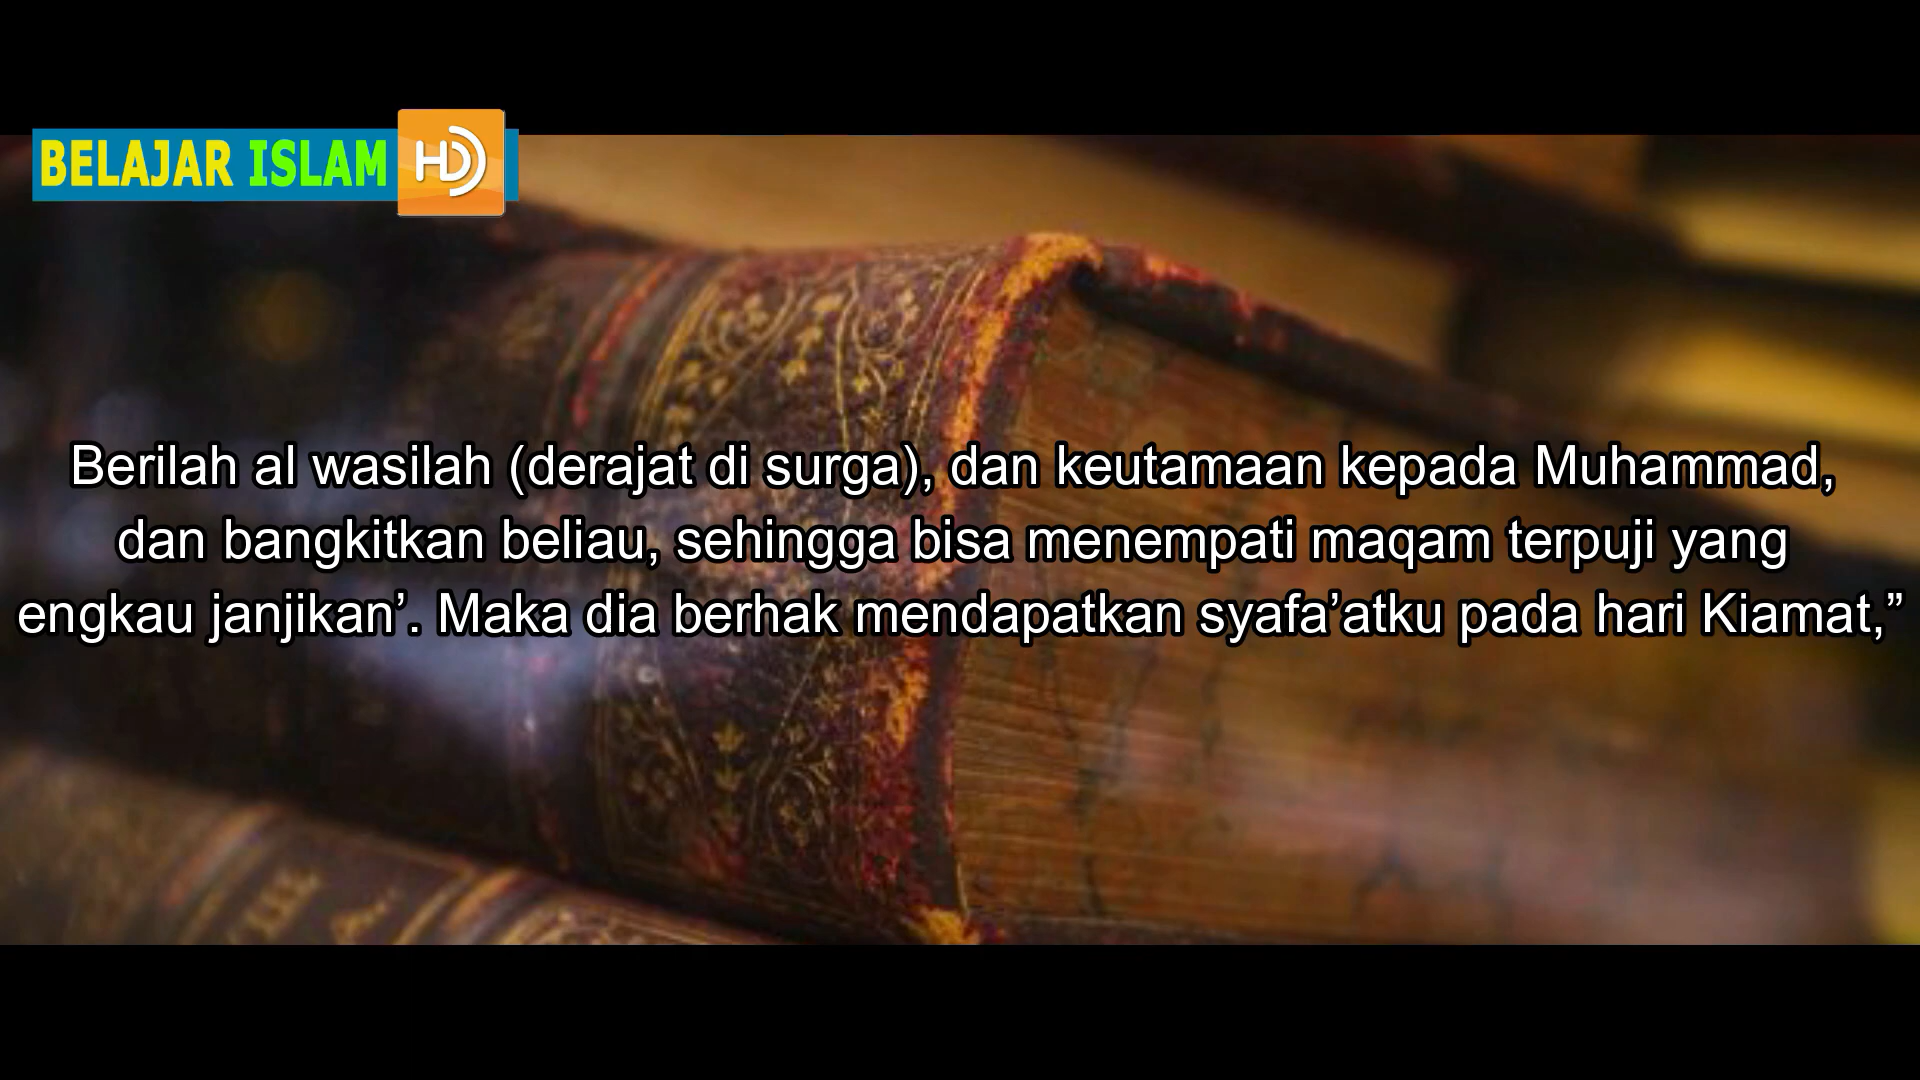 BELAJAR ISLAM HD
Berilah al wasilah (derajat di surga), dan keutamaan kepada Muhammad,
dan bangkitkan beliau, sehingga bisa menempati maqam terpuji yang
engkau janjikan’. Maka dia berhak mendapatkan syafa’atku pada hari Kiamat,”